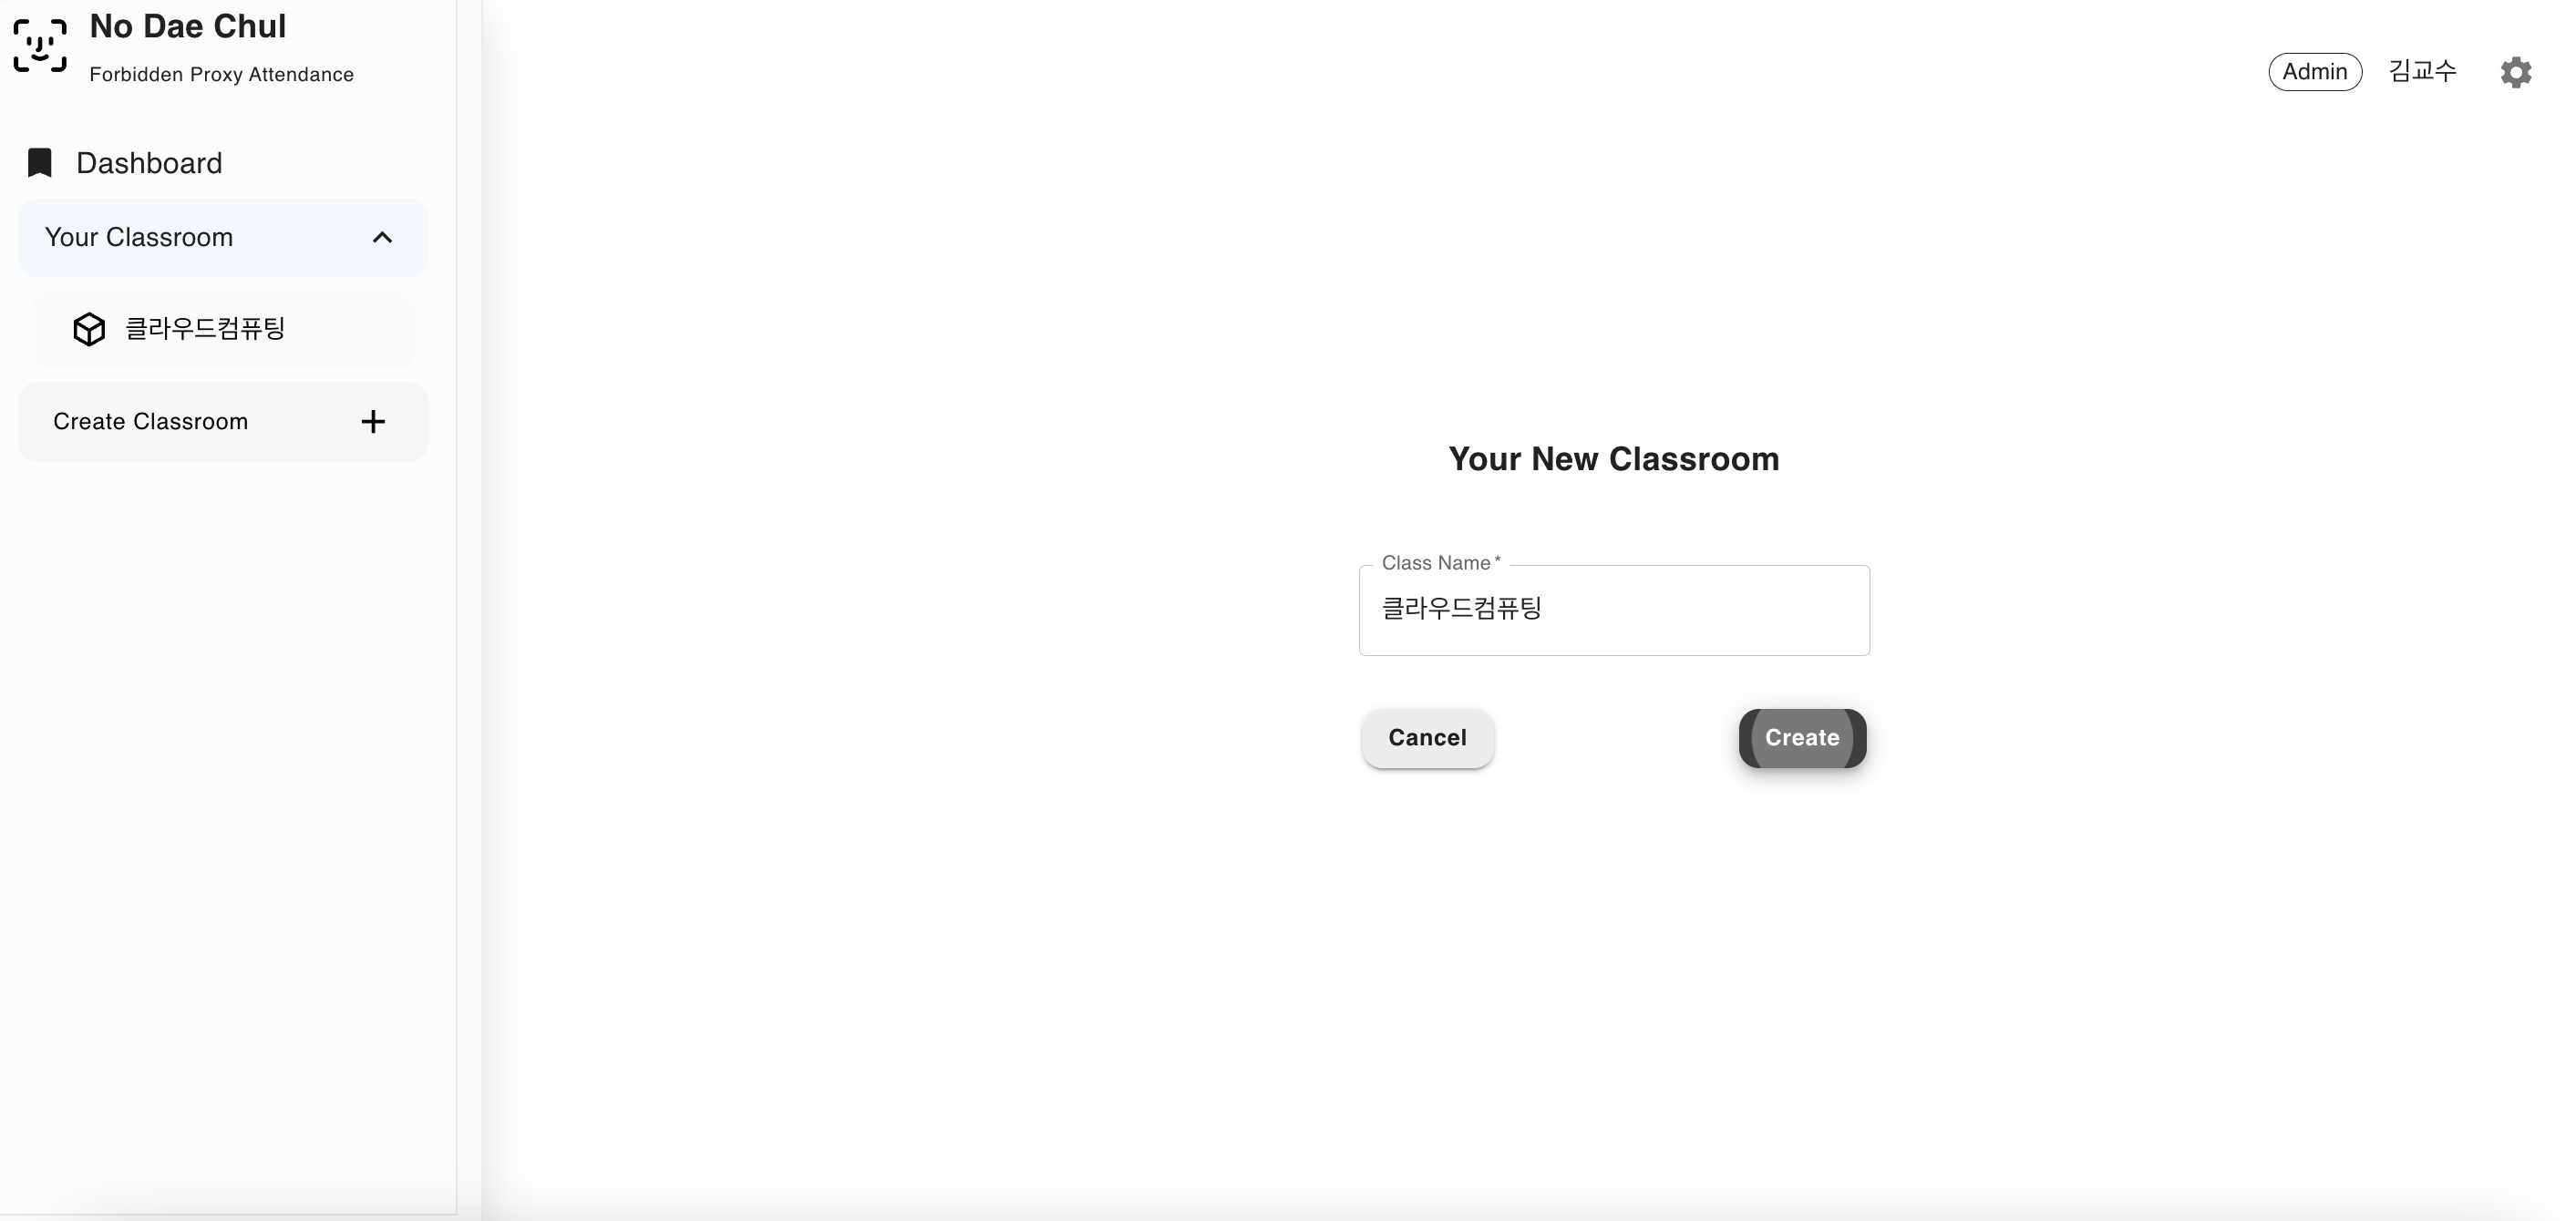 No Dae Chul
Forbidden Proxy Attendance
Admin
김교수
Dashboard
Your Classroom
클라우드컴퓨팅
Create Classroom
Your New Classroom
Class Name *
클라우드컴퓨팅
Cancel
Create